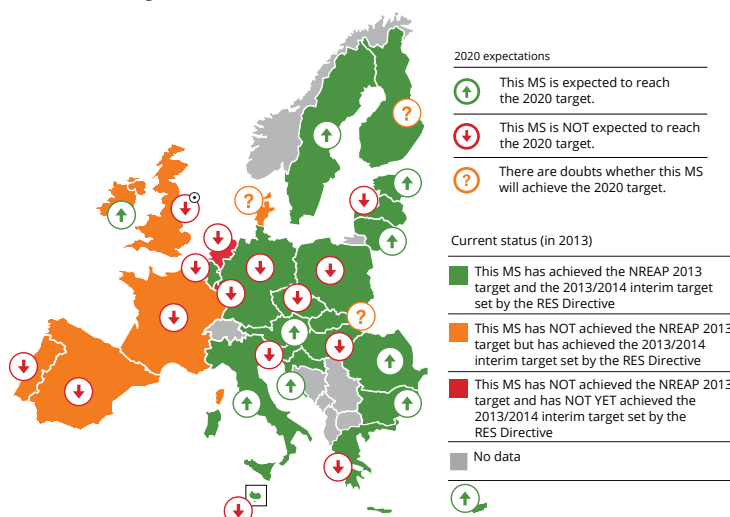 2020 expectations
This MS is expected to reach
the 2020 target.
This MS is NOT expected to reach
the 2020 target.
There are doubts whether this MS
will achieve the 2020 target.
Current status (in 2013)
This MS has achieved the NREAP 2013
target and the 2013/2014 interim target
set by the RES Directive
This MS has NOT achieved the NREAP 2013
target but has achieved the 2013/2014
interim target set by the RES Directive
This MS has NOT achieved the NREAP 2013
target and has NOT YET achieved the
2013/2014 interim target set by the
RES Directive
No data
?
?
?
?